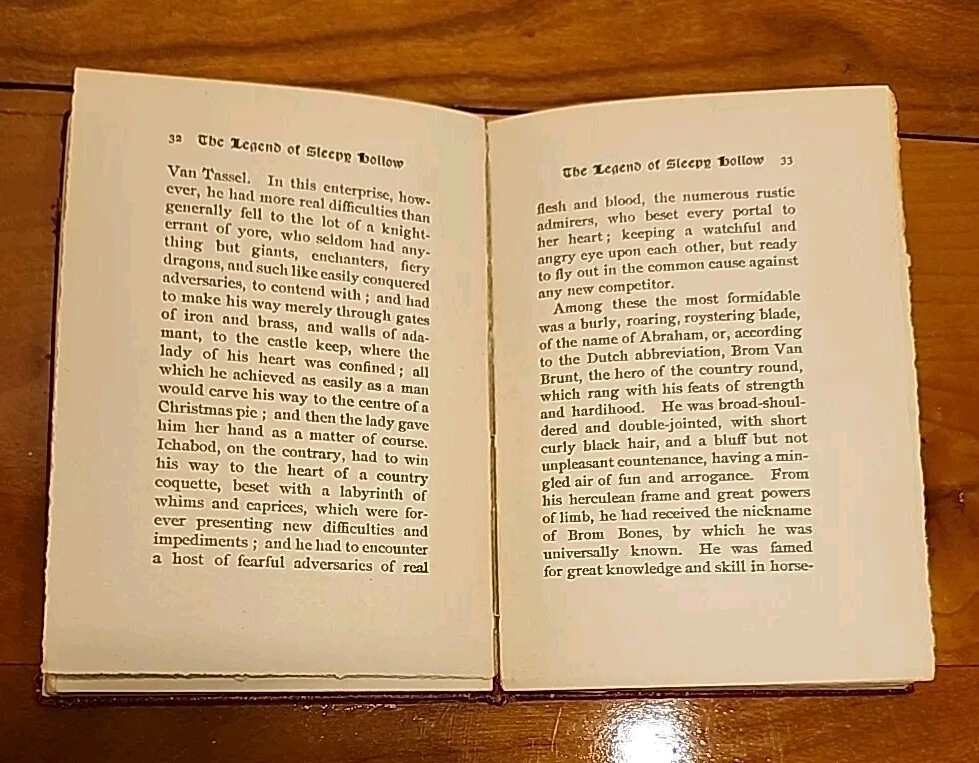 32 The Legend of Sleepy Hollow
Van Tassel. In this enterprise, how-
ever, he had more real difficulties than
generally fell to the lot of a knight-
errant of yore, who seldom had any-
thing but giants, enchanters, fiery
dragons, and such like easily conquered
adversaries, to contend with; and had
to make his way merely through gates
of iron and brass, and walls of ada-
mant, to the castle keep, where the
lady of his heart was confined; all
which he achieved as easily as a man
would carve his way to the centre of a
Christmas pie; and then the lady gave
him her hand as a matter of course.
Ichabod, on the contrary, had to win
his way to the heart of a country
coquette, beset with a labyrinth of
whims and caprices, which were for-
ever presenting new difficulties and
impediments; and he had to encounter
a host of fearful adversaries of real
The Legend of Sleepy Hollow 33
flesh and blood, the numerous rustic
admirers, who beset every portal to
her heart; keeping a watchful and
angry eye upon each other, but ready
to fly out in the common cause against
any new competitor.
Among these the most formidable
was a burly, roaring, roystering blade,
of the name of Abraham, or, according
to the Dutch abbreviation, Brom Van
Brunt, the hero of the country round,
which rang with his feats of strength
and hardihood. He was broad-shoul-
dered and double-jointed, with short
curly black hair, and a bluff but not
unpleasant countenance, having a min-
gled air of fun and arrogance. From
his herculean frame and great powers
of limb, he had received the nickname
of Brom Bones, by which he was
universally known. He was famed
for great knowledge and skill in horse-